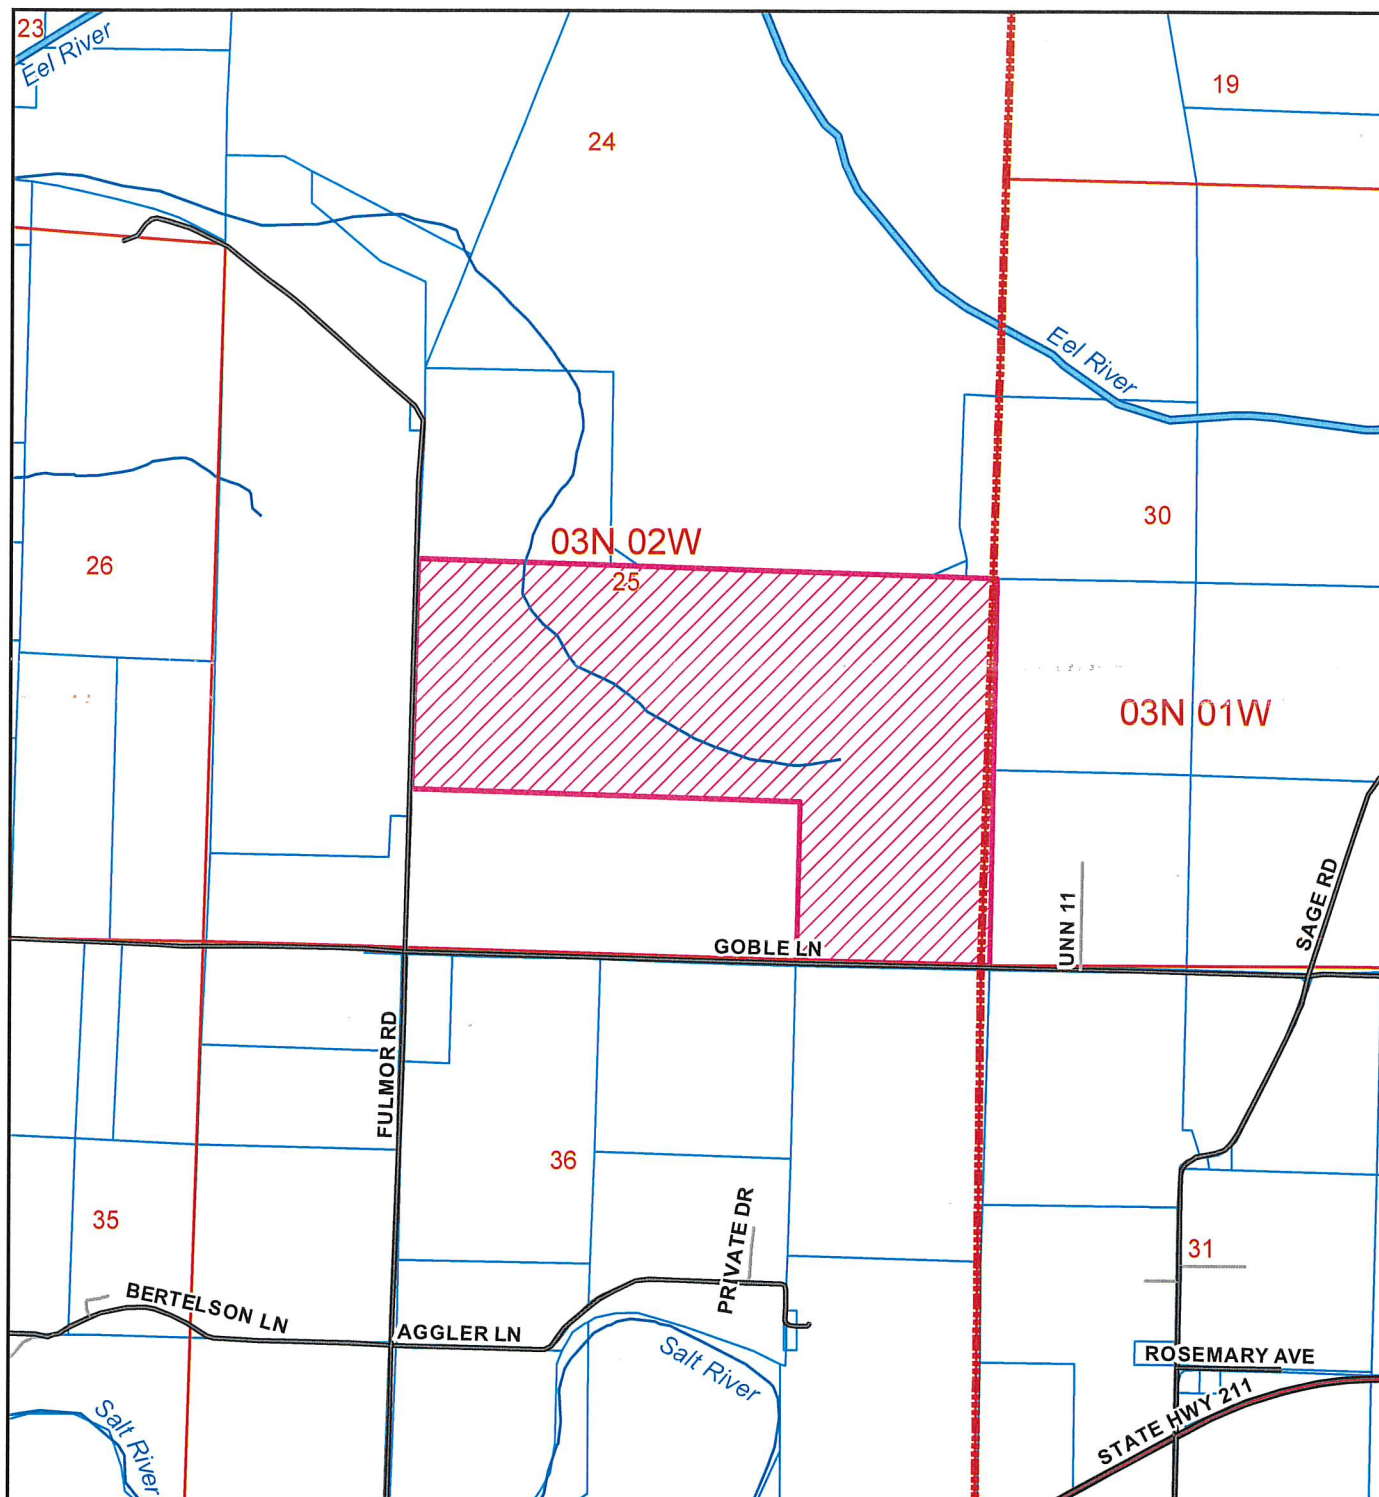 23
Eel River
19
24
Eel River
30
03N 02W
26
25
03N 01W
SAGE RD
UNN 11
GOBLE LN
FULMOR RD
36
35
PRIVATE DR
31
BERTELSON LN
AGGLER LN
Salt River
ROSEMARY AVE
STATE HWY 211
Salt River